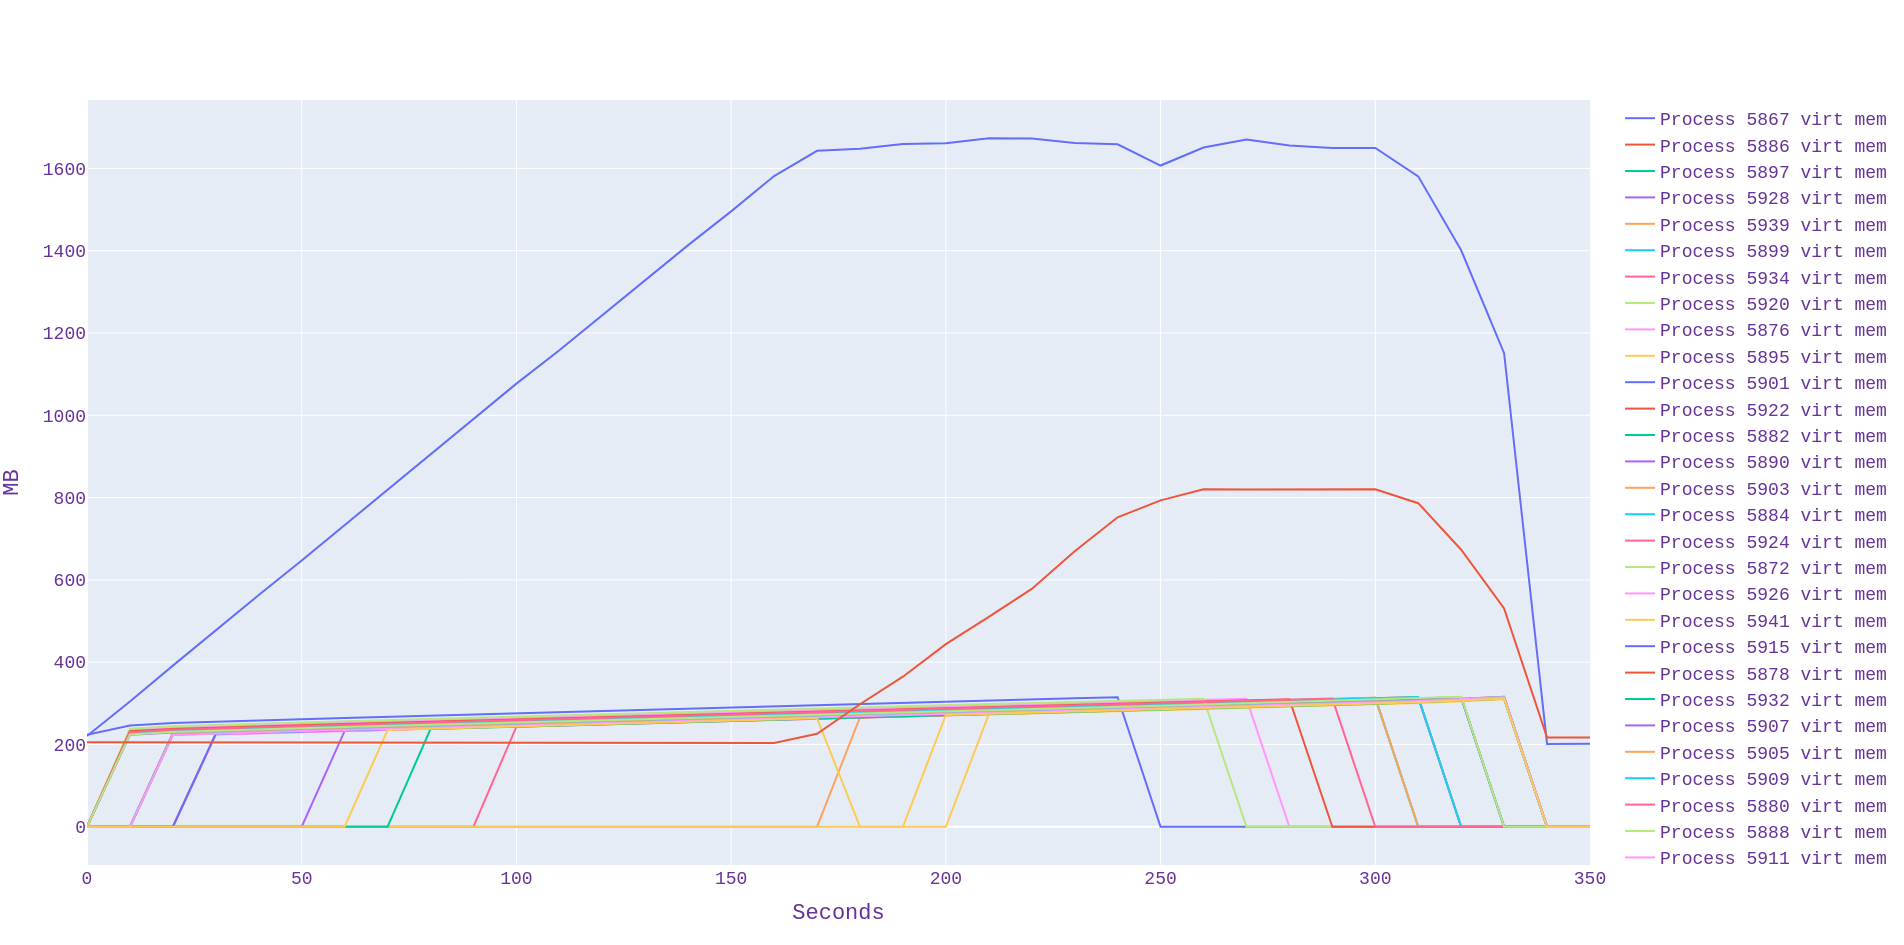 MB
1600
1400
1200
1000
800
600
400
200
0
0 50 100 150 200 250 300 350
Seconds
Process 5867 virt mem
Process 5886 virt mem
Process 5897 virt mem
Process 5928 virt mem
Process 5939 virt mem
Process 5899 virt mem
Process 5934 virt mem
Process 5920 virt mem
Process 5876 virt mem
Process 5895 virt mem
Process 5901 virt mem
Process 5922 virt mem
Process 5882 virt mem
Process 5890 virt mem
Process 5903 virt mem
Process 5884 virt mem
Process 5924 virt mem
Process 5872 virt mem
Process 5926 virt mem
Process 5941 virt mem
Process 5915 virt mem
Process 5878 virt mem
Process 5932 virt mem
Process 5907 virt mem
Process 5905 virt mem
Process 5909 virt mem
Process 5880 virt mem
Process 5888 virt mem
Process 5911 virt mem